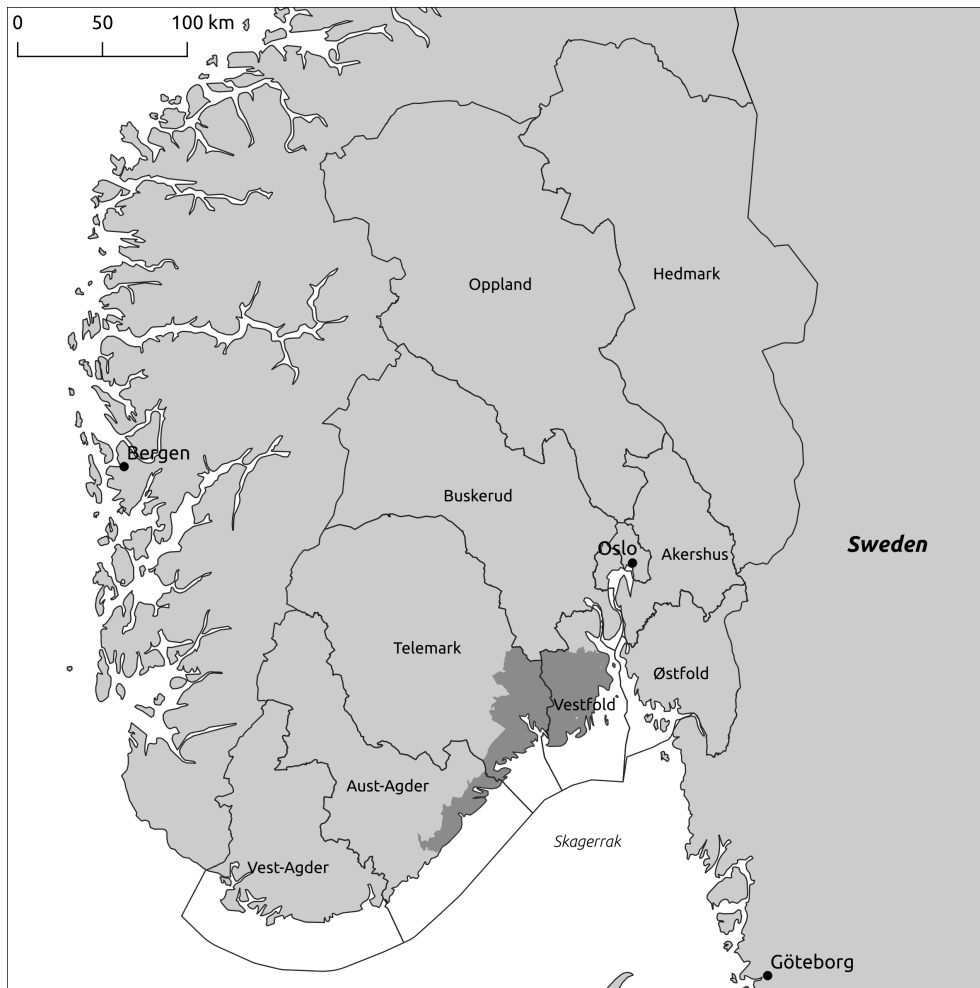 0 50 100 km
Hedmark
Oppland
Bergen
Buskerud
Sweden
Oslo
Akershus
Telemark
Østfold
Vestfold
Aust-Agder
Skagerrak
Vest-Agder
Göteborg